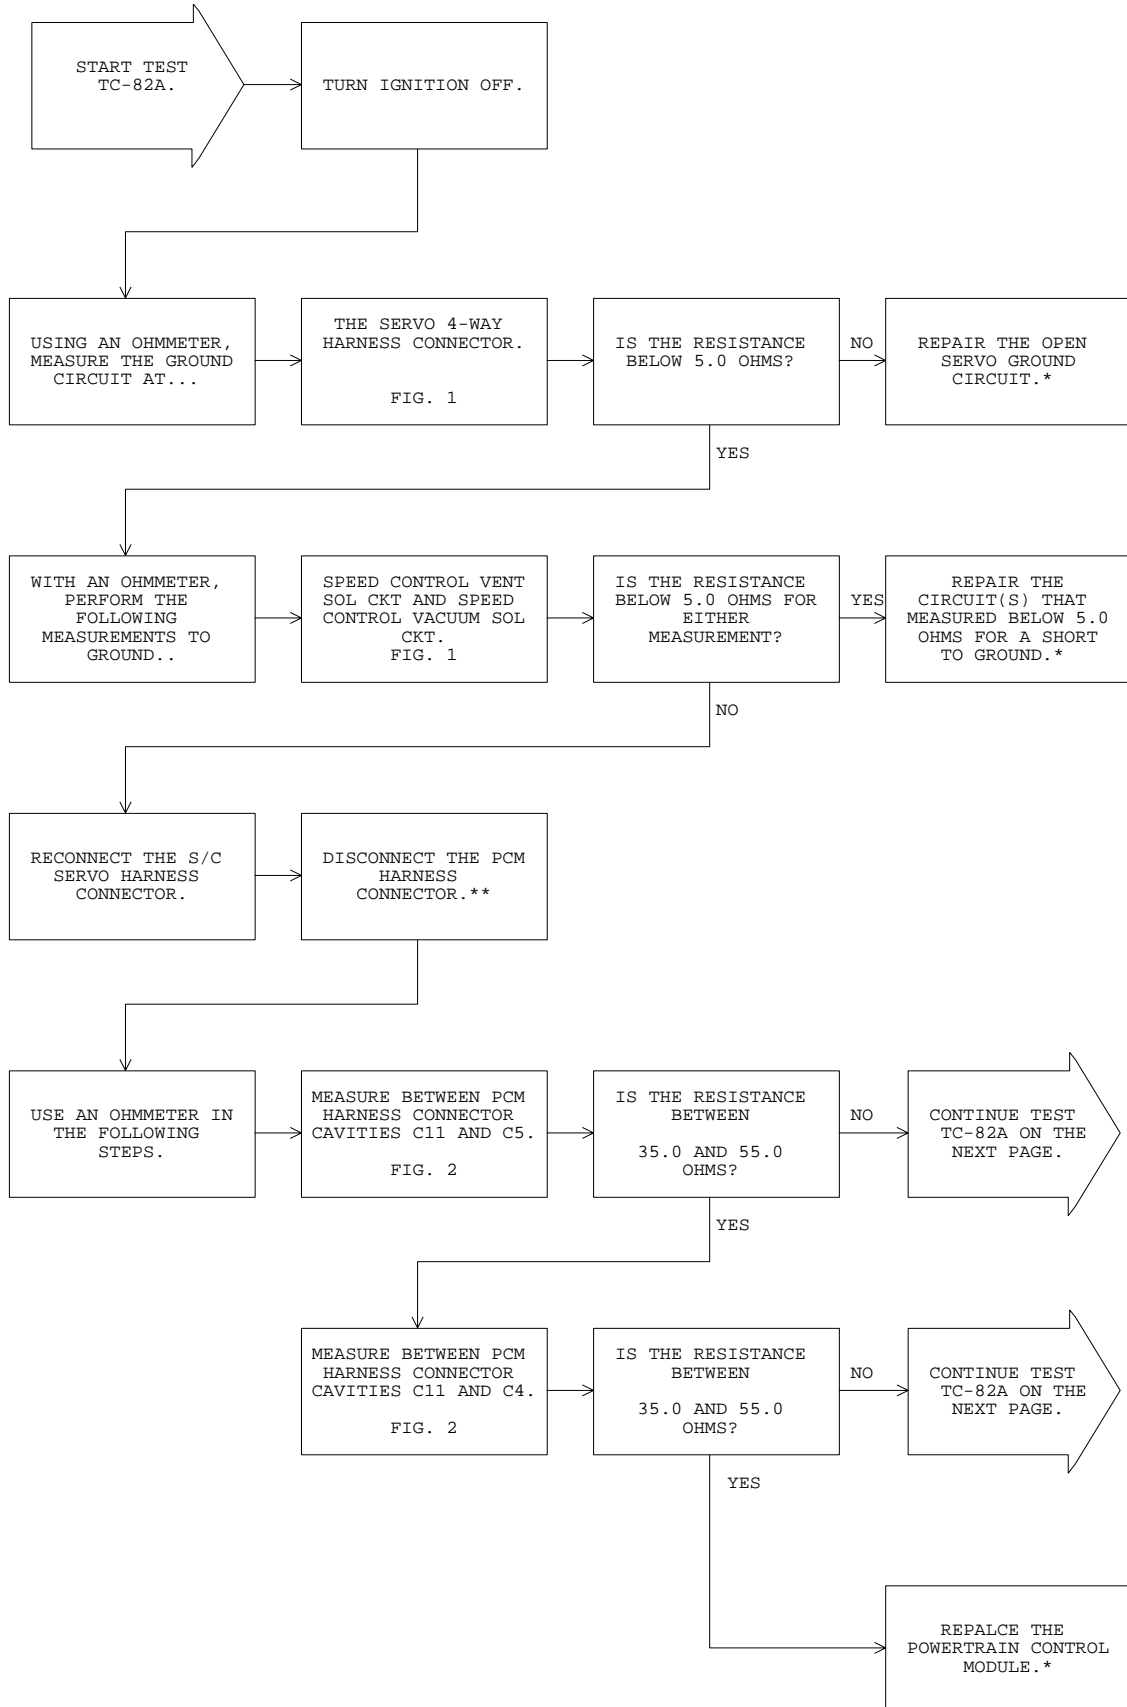 START TEST
TC-82A.
TURN IGNITION OFF.
USING AN OHMMETER,
MEASURE THE GROUND
CIRCUIT AT...
THE SERVO 4-WAY
HARNESS CONNECTOR.
FIG. 1
IS THE RESISTANCE
BELOW 5.0 OHMS?
NO
REPAIR THE OPEN
SERVO GROUND
CIRCUIT.*
YES
WITH AN OHMMETER,
PERFORM THE
FOLLOWING
MEASUREMENTS TO
GROUND..
SPEED CONTROL VENT
SOL CKT AND SPEED
CONTROL VACUUM SOL
CKT.
FIG. 1
IS THE RESISTANCE
BELOW 5.0 OHMS FOR
EITHER
MEASUREMENT?
YES
REPAIR THE
CIRCUIT(S) THAT
MEASURED BELOW 5.0
OHMS FOR A SHORT
TO GROUND.*
NO
RECONNECT THE S/C
SERVO HARNESS
CONNECTOR.
DISCONNECT THE PCM
HARNESS
CONNECTOR.**
USE AN OHMMETER IN
THE FOLLOWING
STEPS.
MEASURE BETWEEN PCM
HARNESS CONNECTOR
CAVITIES C11 AND C5.
FIG. 2
IS THE RESISTANCE
BETWEEN
35.0 AND 55.0
OHMS?
NO
CONTINUE TEST
TC-82A ON THE
NEXT PAGE.
YES
MEASURE BETWEEN PCM
HARNESS CONNECTOR
CAVITIES C11 AND C4.
FIG. 2
IS THE RESISTANCE
BETWEEN
35.0 AND 55.0
OHMS?
NO
CONTINUE TEST
TC-82A ON THE
NEXT PAGE.
YES
REPALCE THE
POWERTRAIN CONTROL
MODULE.*